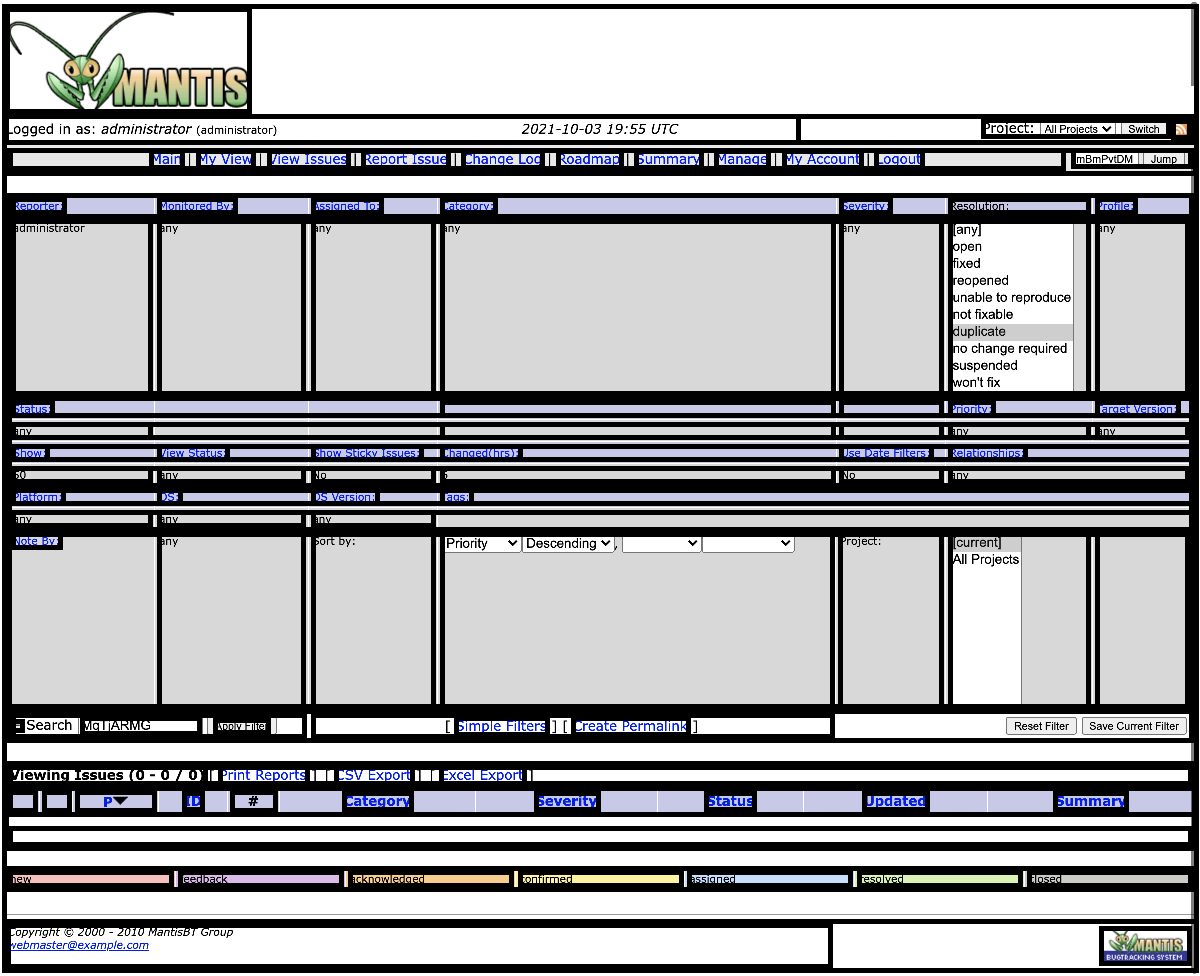 MANTIS
Logged in as: administrator (administrator) 2021-10-03 19:55 UTC Project: All Projects Switch
Main | My View | View Issues | Report Issue | Change Log | Roadmap | Summary | Manage | My Account | Logout mBmPvtDM Jump
Reporter: Monitored By: Assigned To: Category: Severity: Resolution: Profile:
administrator any any any any [any] any
open
fixed
reopened
unable to reproduce
not fixable
duplicate
no change required
suspended
won't fix
Status: Priority: Target Version:
any any any
Show: View Status: Show Sticky Issues: Changed(hrs): Use Date Filters: Relationships:
50 any No 6 No any
Platform: OS: OS Version: Tags:
any any any
Note By: any Sort by: Priority Descending , Project: [current]
All Projects
Search MqTjARMG Apply Filter [ Simple Filters ] [ Create Permalink ] Reset Filter Save Current Filter
Viewing Issues (0 - 0 / 0) [ Print Reports ] [ CSV Export ] [ Excel Export ]
P ID # Category Severity Status Updated Summary
new feedback acknowledged confirmed assigned resolved closed
Copyright © 2000 - 2010 MantisBT Group
webmaster@example.com
MANTIS
BUGTRACKING SYSTEM